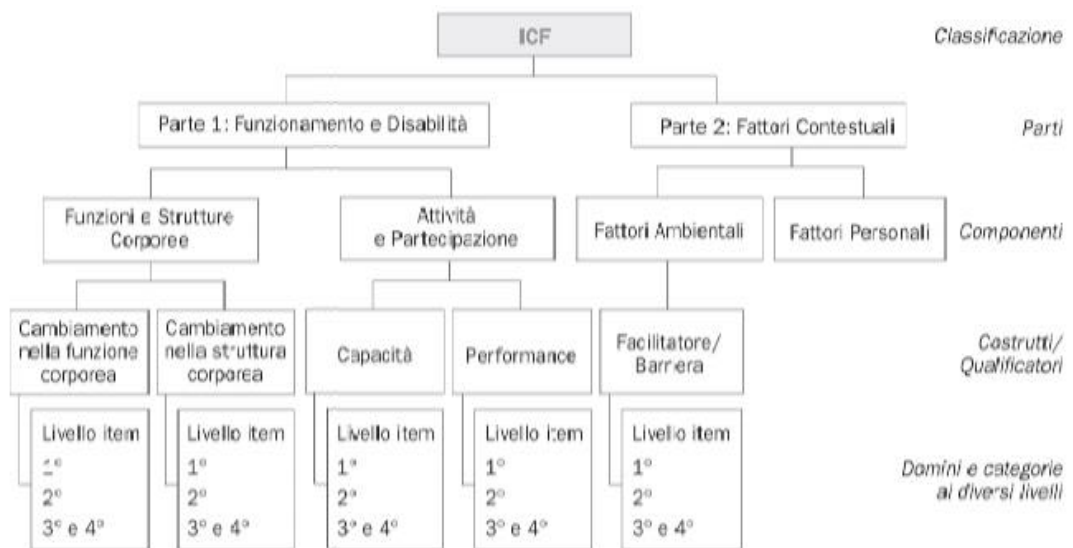 ICF
Classificazione
Parte 1: Funzionamento e Disabilità
Parte 2: Fattori Contestuali
Parti
Funzioni e Strutture
Corporee
Attività
e Partecipazione
Fattori Ambientali
Fattori Personali
Componenti
Cambiamento
nella funzione
corporea
Cambiamento
nella struttura
corporea
Capacità
Performance
Facilitatore/
Barriera
Costrutti/
Qualificatori
Livello item
1°
2°
3° e 4°
Livello item
1°
2°
3° e 4°
Livello item
1°
2°
3° e 4°
Livello item
1°
2°
3° e 4°
Livello item
1°
2°
3° e 4°
Domini e categorie
ai diversi livelli